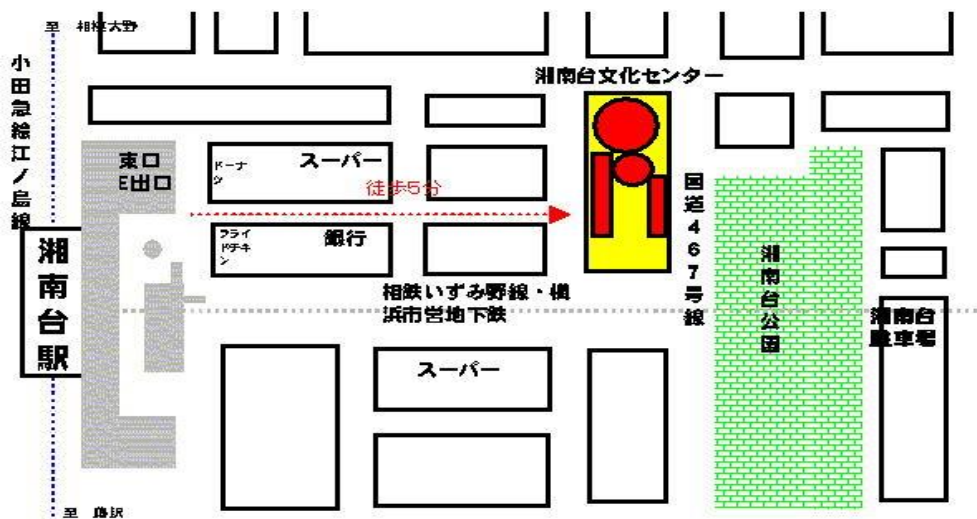 至 相模大野
小田急絵江ノ島線
湘南台文化センター
東口
E出口
ドーナ
ツ
スーパー
徒歩5分
フライ
ドチキ
ン
銀行
国道467号線
湘南台駅
湘南台公園
相鉄いずみ野線・横
浜市営地下鉄
湘南台
駐車場
スーパー
至 藤沢